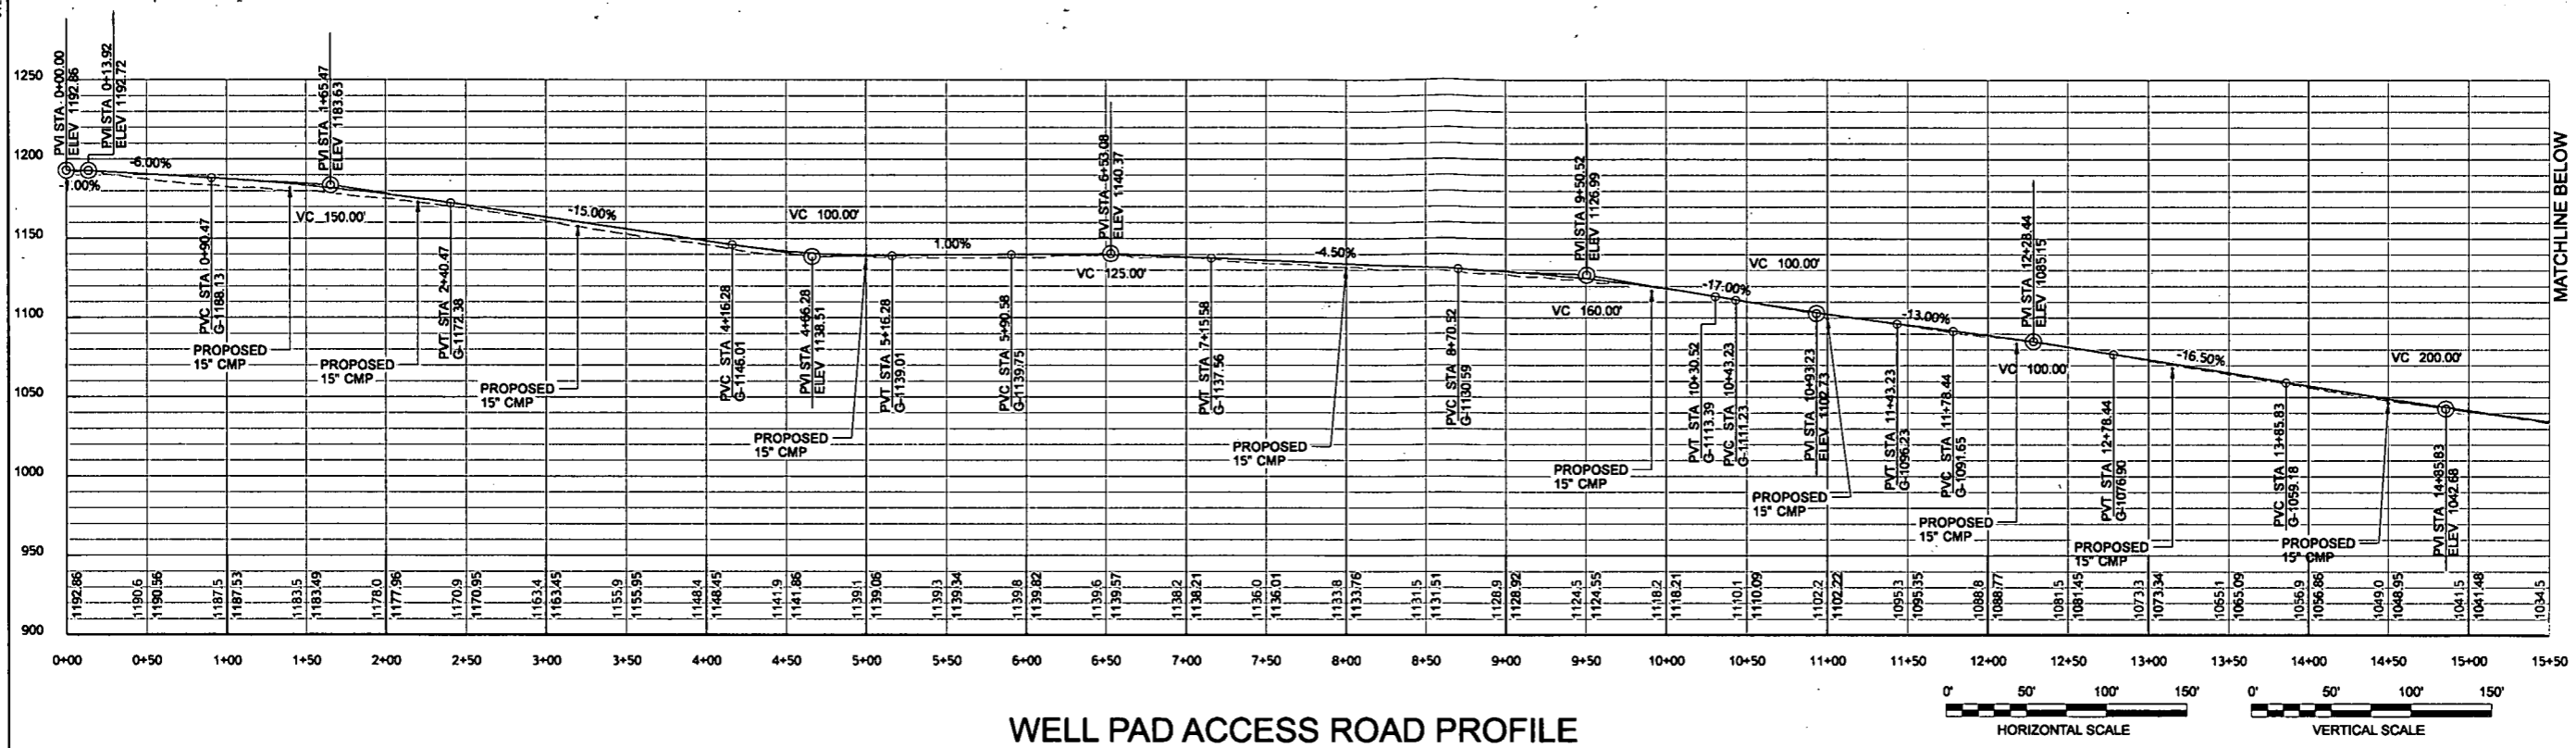 PVI STA 0+00.00
ELEV 1192.86
PVI STA 0+13.92
ELEV 1192.72
PVI STA 1+65.47
ELEV 1183.63
PVI STA 6+53.08
ELEV 1140.37
PVI STA 9+50.52
ELEV 1126.99
PVI STA 12+28.44
ELEV 1085.15
MATCHLINE BELOW
1250
1200
1150
1100
1050
1000
950
900
-1.00%
-6.00%
VC 150.00'
-15.00%
VC 100.00'
1.00%
VC 125.00'
-4.50%
VC 160.00'
-17.00%
VC 100.00'
-13.00%
VC 100.00'
-16.50%
VC 200.00'
PVC STA 0+90.47
G-1188.13
PVT STA 2+40.47
G-1172.38
PVC STA 4+16.28
G-1146.01
PVI STA 4+66.28
ELEV 1138.51
PVT STA 5+16.28
G-1139.01
PVC STA 5+90.58
G-1139.75
PVT STA 7+15.58
G-1137.56
PVC STA 8+70.52
G-1130.59
PVT STA 10+30.52
G-1113.39
PVC STA 10+43.23
G-1111.23
PVI STA 10+93.23
ELEV 1102.73
PVT STA 11+43.23
G-1096.23
PVC STA 11+78.44
G-1091.65
PVT STA 12+78.44
G-1076.90
PVC STA 13+85.83
G-1059.18
PVI STA 14+85.83
ELEV 1042.68
PROPOSED
15" CMP
PROPOSED
15" CMP
PROPOSED
15" CMP
PROPOSED
15" CMP
PROPOSED
15" CMP
PROPOSED
15" CMP
PROPOSED
15" CMP
PROPOSED
15" CMP
PROPOSED
15" CMP
PROPOSED
15" CMP
1192.86
1190.6
1190.56
1187.5
1187.53
1183.5
1183.49
1178.0
1177.96
1170.9
1170.95
1163.4
1163.45
1155.9
1155.95
1148.4
1148.45
1141.9
1141.86
1139.1
1139.06
1139.3
1139.34
1139.8
1139.82
1139.6
1139.57
1138.2
1138.21
1136.0
1136.01
1133.8
1133.76
1131.5
1131.51
1128.9
1128.92
1124.5
1124.55
1118.2
1118.21
1110.1
1110.09
1102.2
1102.22
1095.3
1095.35
1088.8
1088.77
1081.5
1081.45
1073.3
1073.34
1065.1
1065.09
1056.9
1056.86
1049.0
1048.95
1041.5
1041.48
1034.5
0+00 0+50 1+00 1+50 2+00 2+50 3+00 3+50 4+00 4+50 5+00 5+50 6+00 6+50 7+00 7+50 8+00 8+50 9+00 9+50 10+00 10+50 11+00 11+50 12+00 12+50 13+00 13+50 14+00 14+50 15+00 15+50
0' 50' 100' 150'
HORIZONTAL SCALE
0' 50' 100' 150'
VERTICAL SCALE
WELL PAD ACCESS ROAD PROFILE